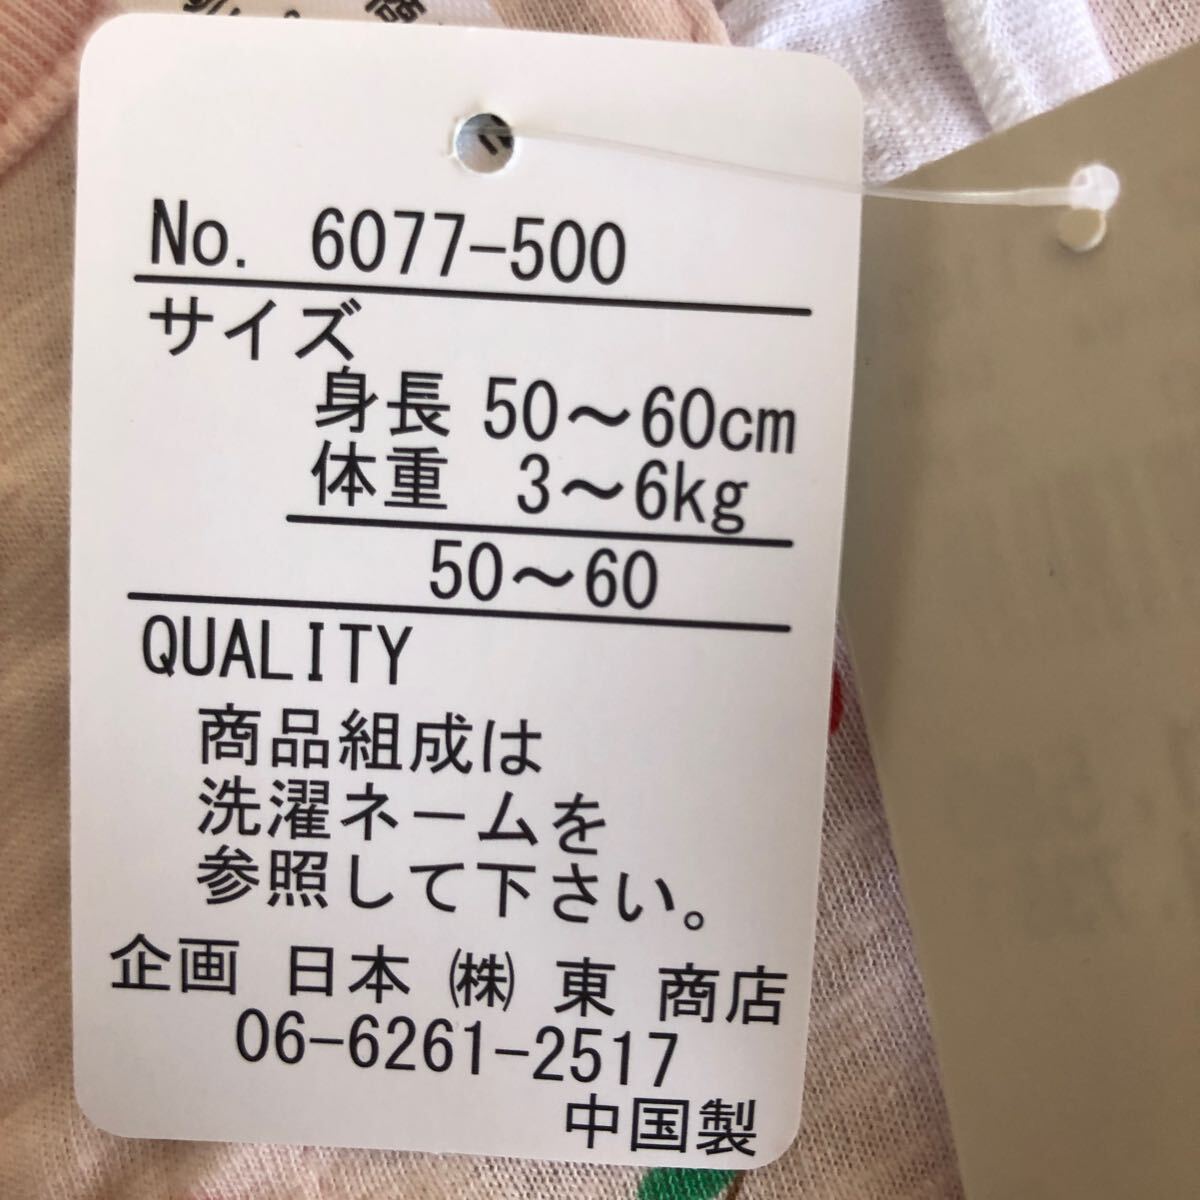 No. 6077-500
サイズ
身長 50～60cm
体重 3～6kg
50～60
QUALITY
商品組成は
洗濯ネームを
参照して下さい。
企画 日本 ㈱ 東 商店
06-6261-2517
中国製